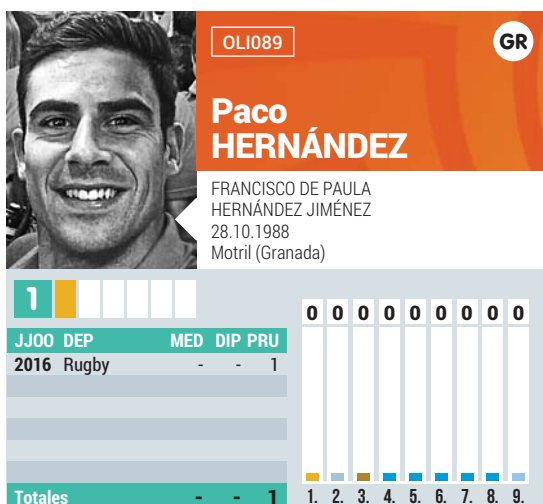 OLI089
GR
Paco
HERNÁNDEZ
FRANCISCO DE PAULA
HERNÁNDEZ JIMÉNEZ
28.10.1988
Motril (Granada)
1
JJOO DEP MED DIP PRU
2016 Rugby - - 1
Totales - - 1
0 0 0 0 0 0 0 0 0
1. 2. 3. 4. 5. 6. 7. 8. 9.